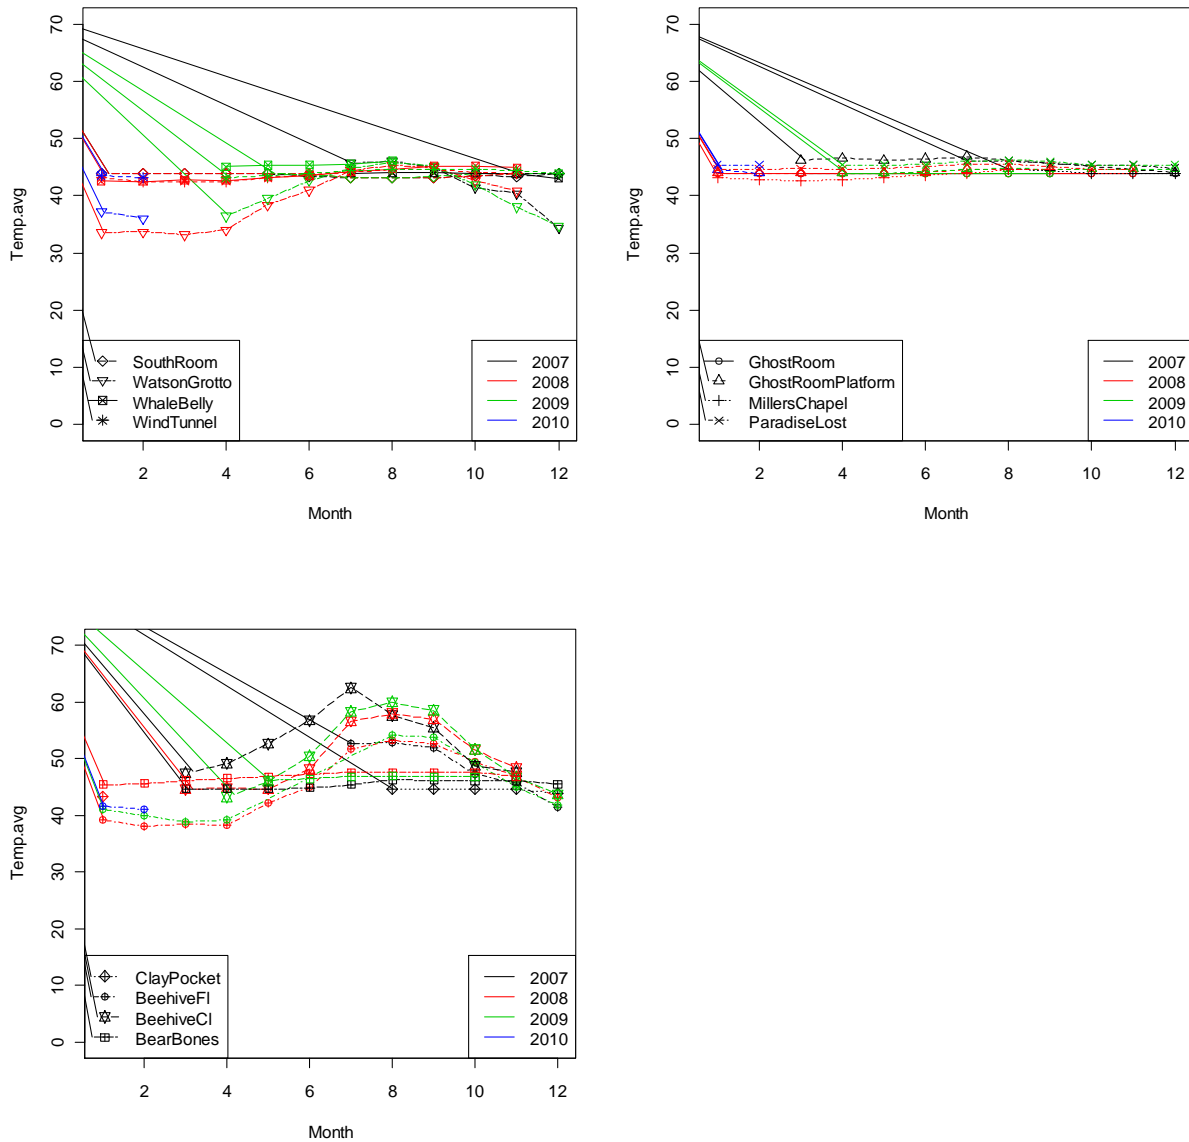 70
60
50
40
30
20
10
0
Temp.avg
SouthRoom
WatsonGrotto
WhaleBelly
WindTunnel
2007
2008
2009
2010
2 4 6 8 10 12
Month
70
60
50
40
30
20
10
0
Temp.avg
GhostRoom
GhostRoomPlatform
MillersChapel
ParadiseLost
2007
2008
2009
2010
2 4 6 8 10 12
Month
70
60
50
40
30
20
10
0
Temp.avg
ClayPocket
BeehiveFl
BeehiveCl
BearBones
2007
2008
2009
2010
2 4 6 8 10 12
Month